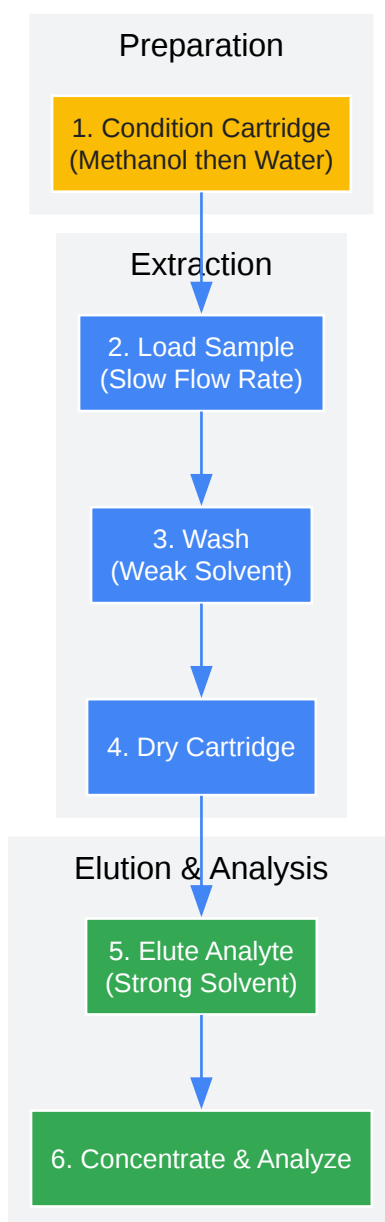 Preparation
1. Condition Cartridge
(Methanol then Water)
Extraction
2. Load Sample
(Slow Flow Rate)
3. Wash
(Weak Solvent)
4. Dry Cartridge
Elution & Analysis
5. Elute Analyte
(Strong Solvent)
6. Concentrate & Analyze